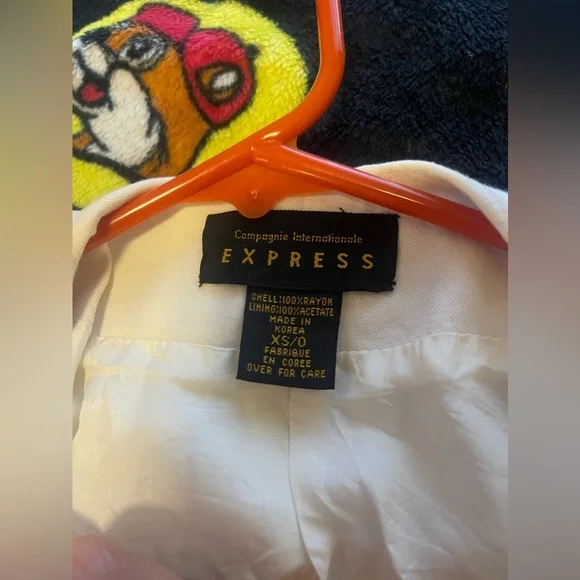 Compagnie Internationale
EXPRESS
SHELL:100%RAYON
LINING:100%ACETATE
MADE IN
KOREA
XS/0
FABRIQUE
EN COREE
OVER FOR CARE